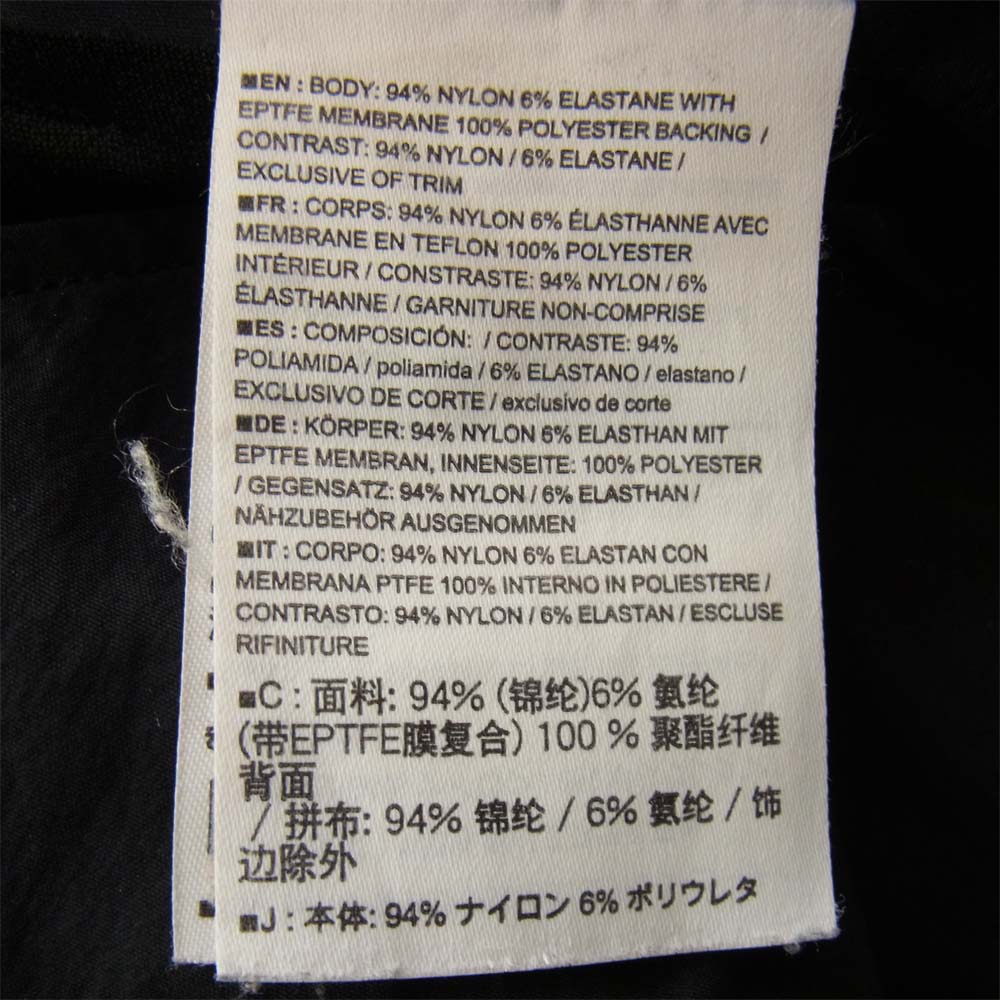 ■EN : BODY: 94% NYLON 6% ELASTANE WITH
EPTFE MEMBRANE 100% POLYESTER BACKING /
CONTRAST: 94% NYLON / 6% ELASTANE /
EXCLUSIVE OF TRIM
■FR : CORPS: 94% NYLON 6% ÉLASTHANNE AVEC
MEMBRANE EN TEFLON 100% POLYESTER
INTÉRIEUR / CONSTRASTE: 94% NYLON / 6%
ÉLASTHANNE / GARNITURE NON-COMPRISE
■ES : COMPOSICIÓN: / CONTRASTE: 94%
POLIAMIDA / poliamida / 6% ELASTANO / elastano /
EXCLUSIVO DE CORTE / exclusivo de corte
■DE : KÖRPER: 94% NYLON 6% ELASTHAN MIT
EPTFE MEMBRAN, INNENSEITE: 100% POLYESTER
/ GEGENSATZ: 94% NYLON / 6% ELASTHAN /
NÄHZUBEHÖR AUSGENOMMEN
■IT : CORPO: 94% NYLON 6% ELASTAN CON
MEMBRANA PTFE 100% INTERNO IN POLIESTERE /
CONTRASTO: 94% NYLON / 6% ELASTAN / ESCLUSE
RIFINITURE
■C : 面料: 94% (锦纶)6% 氨纶
(带EPTFE膜复合) 100 % 聚酯纤维
背面
/ 拼布: 94% 锦纶 / 6% 氨纶 / 饰
边除外
■J : 本体: 94% ナイロン 6% ポリウレタ